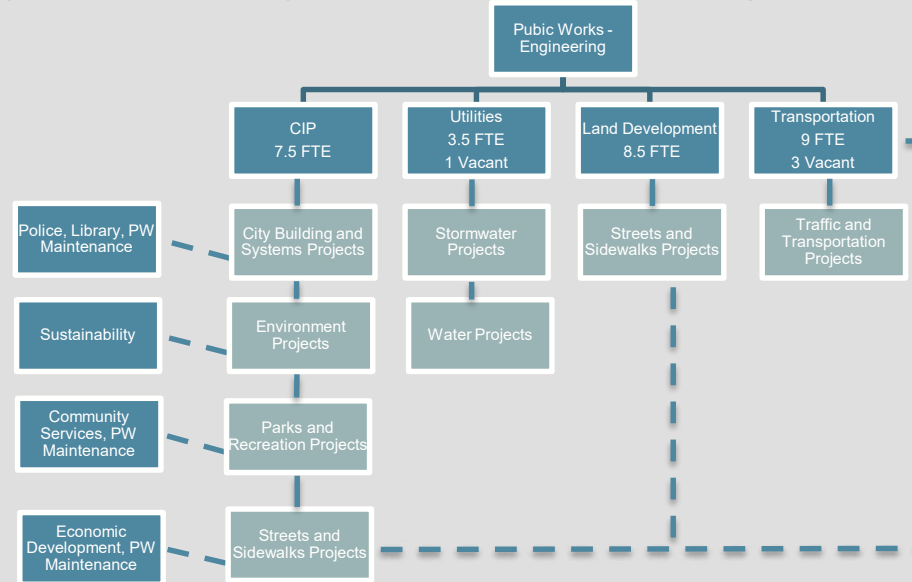 Pubic Works -
Engineering
CIP
7.5 FTE
Utilities
3.5 FTE
1 Vacant
Land Development
8.5 FTE
Transportation
9 FTE
3 Vacant
Police, Library, PW
Maintenance
City Building and
Systems Projects
Stormwater
Projects
Streets and
Sidewalks Projects
Traffic and
Transportation
Projects
Sustainability
Environment
Projects
Water Projects
Community
Services, PW
Maintenance
Parks and
Recreation Projects
Economic
Development, PW
Maintenance
Streets and
Sidewalks Projects